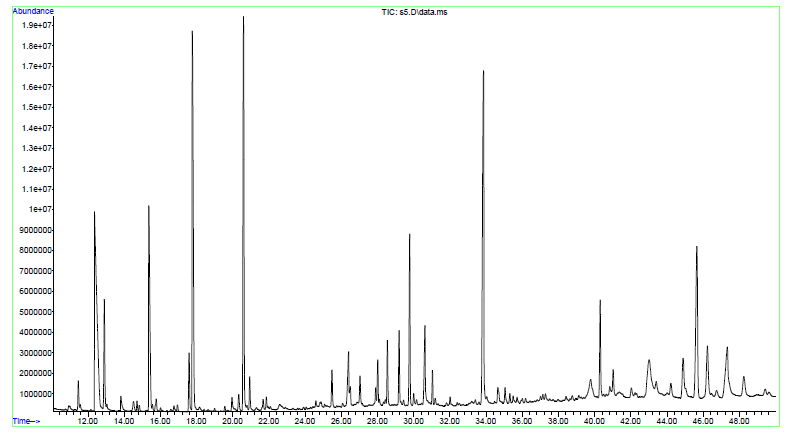 Abundance
TIC: s5.D\data.ms
1.9e+07
1.8e+07
1.7e+07
1.6e+07
1.5e+07
1.4e+07
1.3e+07
1.2e+07
1.1e+07
1e+07
9000000
8000000
7000000
6000000
5000000
4000000
3000000
2000000
1000000
Time-->
12.00 14.00 16.00 18.00 20.00 22.00 24.00 26.00 28.00 30.00 32.00 34.00 36.00 38.00 40.00 42.00 44.00 46.00 48.00